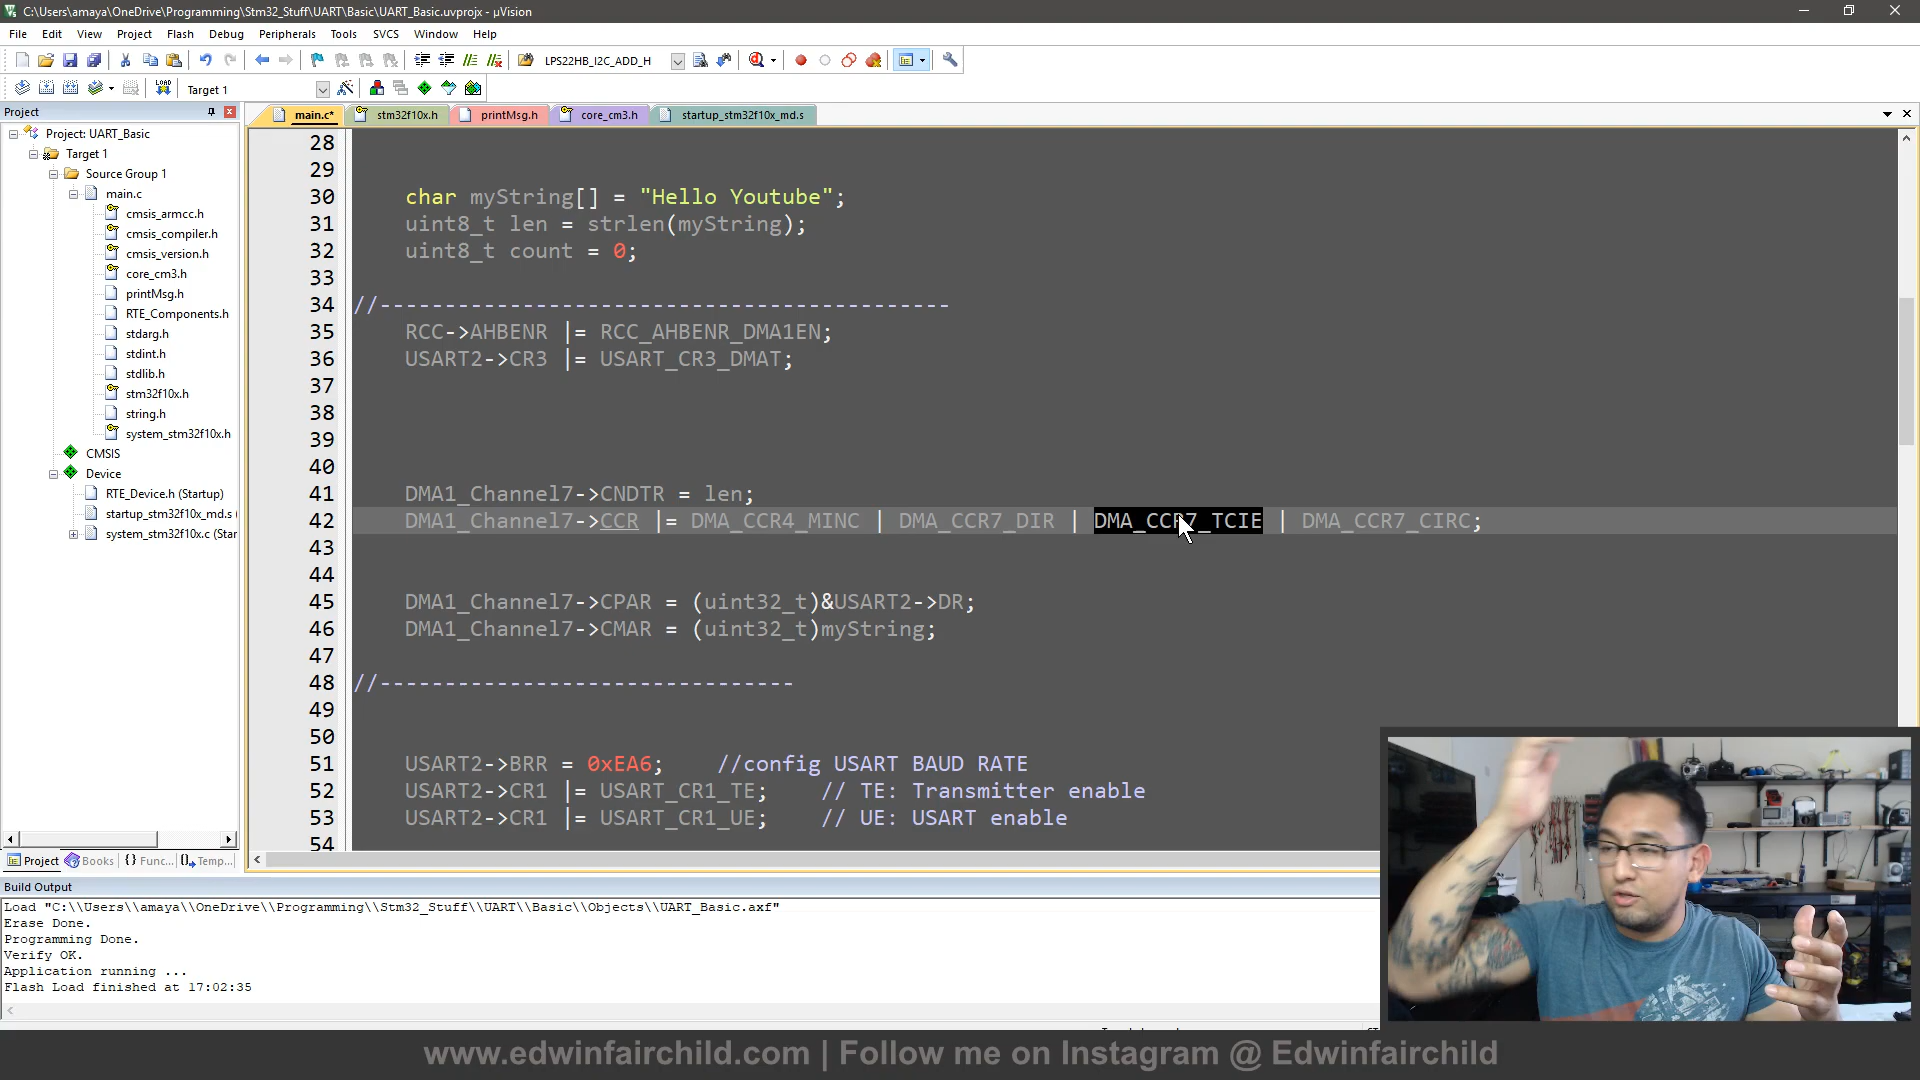 C:\Users\amaya\OneDrive\Programming\Stm32_Stuff\UART\Basic\UART_Basic.uvprojx - µVision
File Edit View Project Flash Debug Peripherals Tools SVCS Window Help
LPS22HB_I2C_ADD_H
LOAD Target 1
Project
main.c* stm32f10x.h printMsg.h core_cm3.h startup_stm32f10x_md.s
Project: UART_Basic
Target 1
Source Group 1
main.c
cmsis_armcc.h
cmsis_compiler.h
cmsis_version.h
core_cm3.h
printMsg.h
RTE_Components.h
stdarg.h
stdint.h
stdlib.h
stm32f10x.h
string.h
system_stm32f10x.h
CMSIS
Device
RTE_Device.h (Startup)
startup_stm32f10x_md.s (
system_stm32f10x.c (Star
Project Books {} Func... Temp...
28
29
30 char myString[] = "Hello Youtube";
31 uint8_t len = strlen(myString);
32 uint8_t count = 0;
33
34 //--------------------------------------------
35 RCC->AHBENR |= RCC_AHBENR_DMA1EN;
36 USART2->CR3 |= USART_CR3_DMAT;
37
38
39
40
41 DMA1_Channel7->CNDTR = len;
42 DMA1_Channel7->CCR |= DMA_CCR4_MINC | DMA_CCR7_DIR | DMA_CCR7_TCIE | DMA_CCR7_CIRC;
43
44
45 DMA1_Channel7->CPAR = (uint32_t)&USART2->DR;
46 DMA1_Channel7->CMAR = (uint32_t)myString;
47
48 //--------------------------------
49
50
51 USART2->BRR = 0xEA6; //config USART BAUD RATE
52 USART2->CR1 |= USART_CR1_TE; // TE: Transmitter enable
53 USART2->CR1 |= USART_CR1_UE; // UE: USART enable
54
Build Output
Load "C:\\Users\\amaya\\OneDrive\\Programming\\Stm32_Stuff\\UART\\Basic\\Objects\\UART_Basic.axf"
Erase Done.
Programming Done.
Verify OK.
Application running ...
Flash Load finished at 17:02:35
www.edwinfairchild.com | Follow me on Instagram @ Edwinfairchild